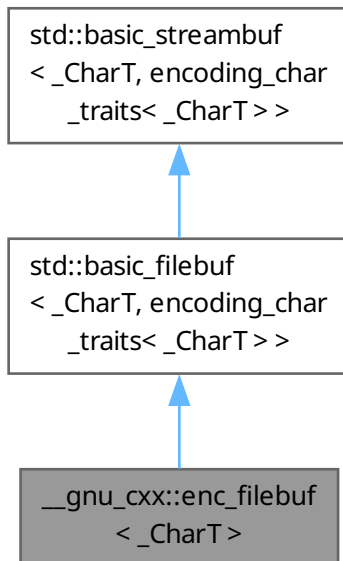 std::basic_streambuf
< _CharT, encoding_char
_traits< _CharT > >
std::basic_filebuf
< _CharT, encoding_char
_traits< _CharT > >
__gnu_cxx::enc_filebuf
< _CharT >